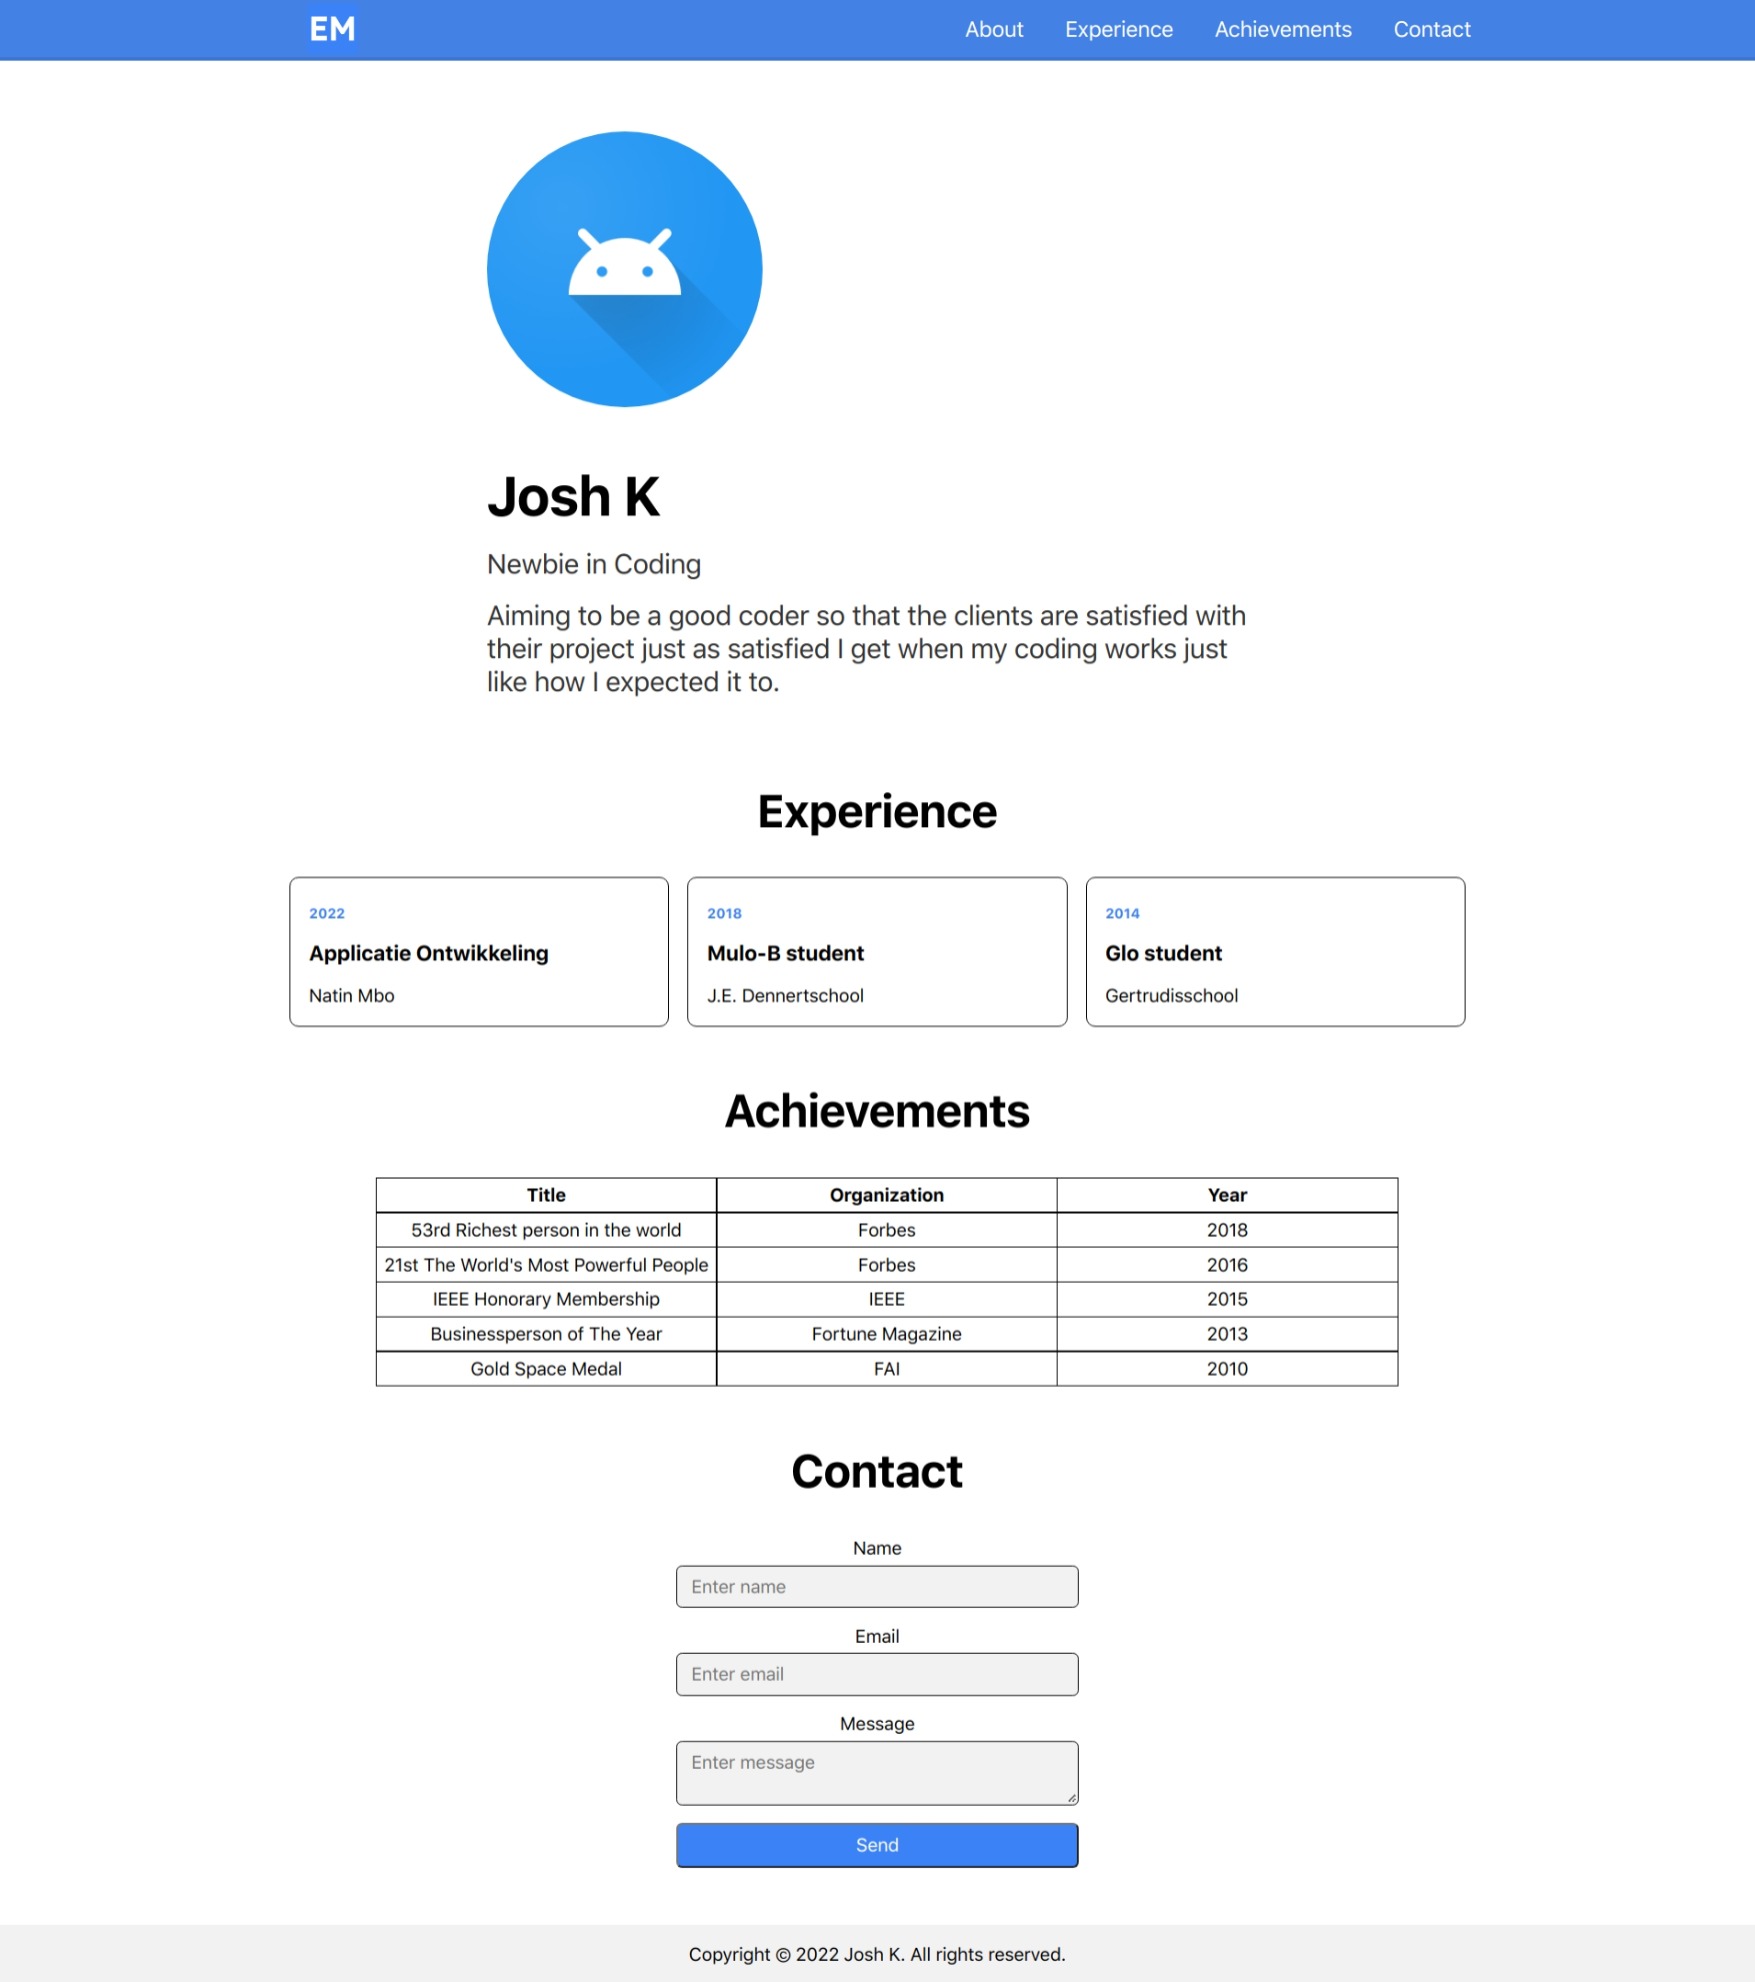 EM
About Experience Achievements Contact
Josh K
Newbie in Coding
Aiming to be a good coder so that the clients are satisfied with
their project just as satisfied I get when my coding works just
like how I expected it to.
Experience
2022
Applicatie Ontwikkeling
Natin Mbo
2018
Mulo-B student
J.E. Dennertschool
2014
Glo student
Gertrudisschool
Achievements
Title Organization Year
53rd Richest person in the world Forbes 2018
21st The World's Most Powerful People Forbes 2016
IEEE Honorary Membership IEEE 2015
Businessperson of The Year Fortune Magazine 2013
Gold Space Medal FAI 2010
Contact
Name
Enter name
Email
Enter email
Message
Enter message
Send
Copyright © 2022 Josh K. All rights reserved.